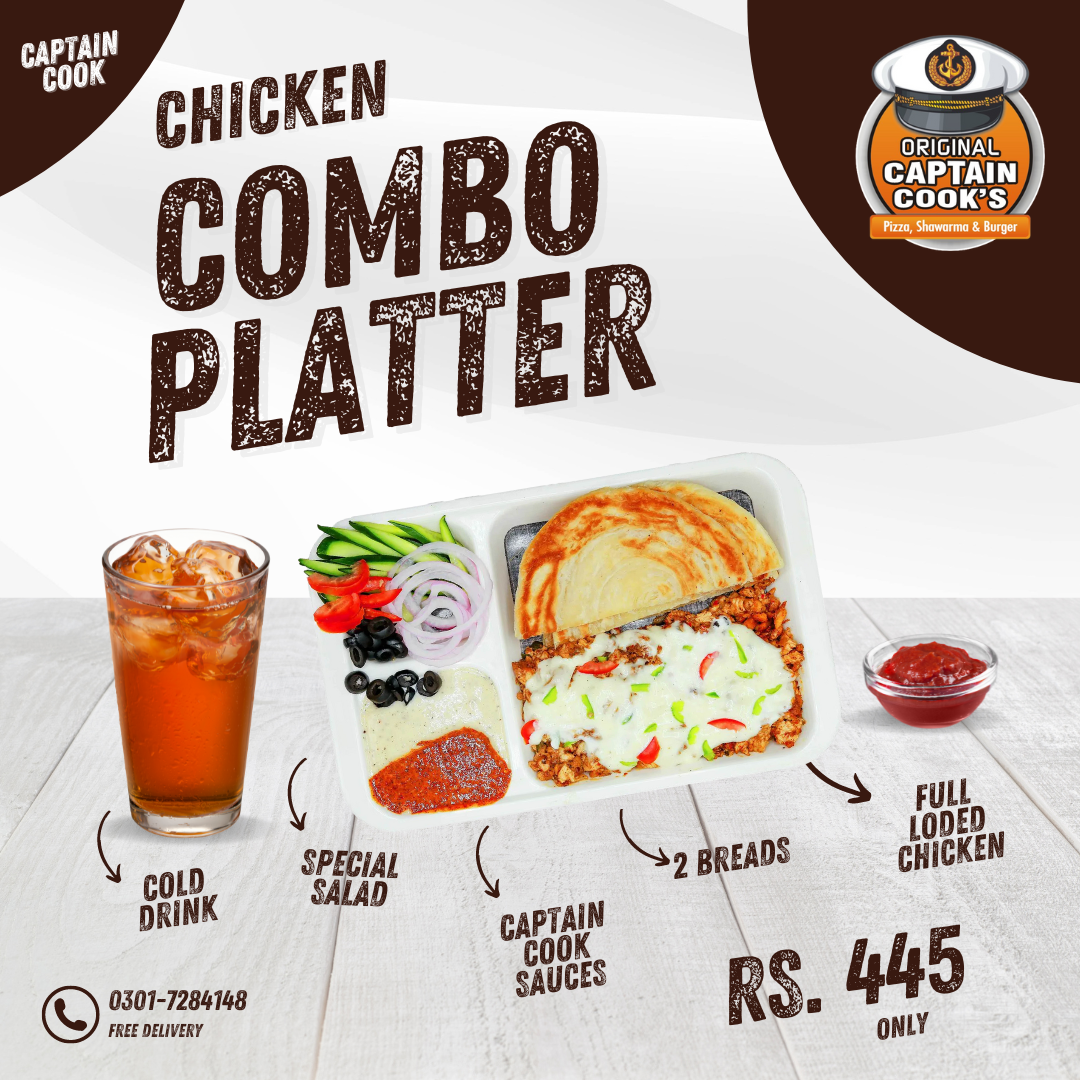 CAPTAIN
COOK
ORIGINAL
CAPTAIN
COOK'S
Pizza, Shawarma & Burger
CHICKEN
COMBO
PLATTER
COLD
DRINK
SPECIAL
SALAD
CAPTAIN
COOK
SAUCES
2 BREADS
FULL
LODED
CHICKEN
RS. 445
ONLY
0301-7284148
FREE DELIVERY